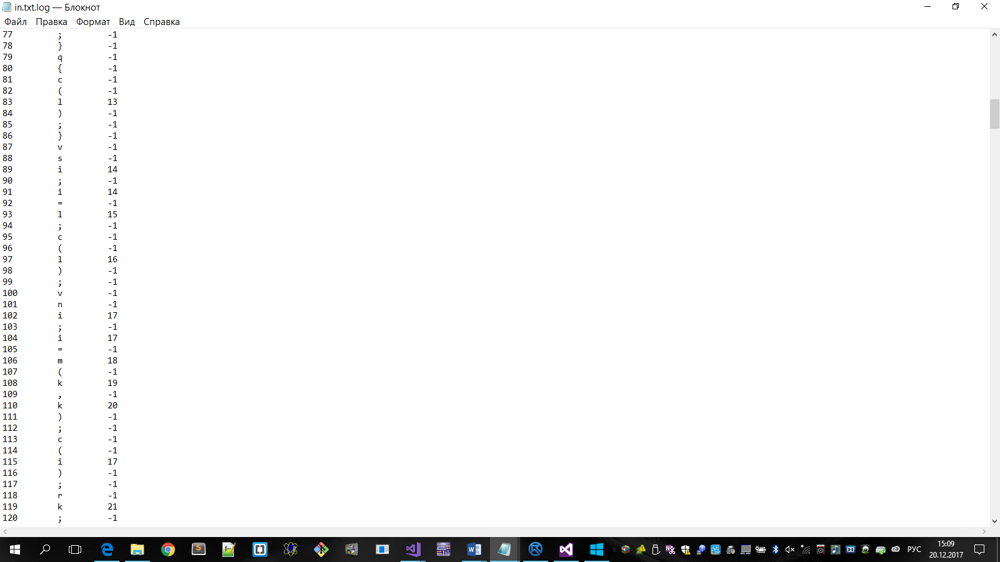 in.txt.log — Блокнот
Файл Правка Формат Вид Справка
77 ; -1
78 } -1
79 q -1
80 { -1
81 c -1
82 ( -1
83 l 13
84 ) -1
85 ; -1
86 } -1
87 v -1
88 s -1
89 i 14
90 ; -1
91 i 14
92 = -1
93 l 15
94 ; -1
95 c -1
96 ( -1
97 l 16
98 ) -1
99 ; -1
100 v -1
101 n -1
102 i 17
103 ; -1
104 i 17
105 = -1
106 m 18
107 ( -1
108 k 19
109 , -1
110 k 20
111 ) -1
112 ; -1
113 c -1
114 ( -1
115 i 17
116 ) -1
117 ; -1
118 r -1
119 k 21
120 ; -1
РУС
15:09
20.12.2017